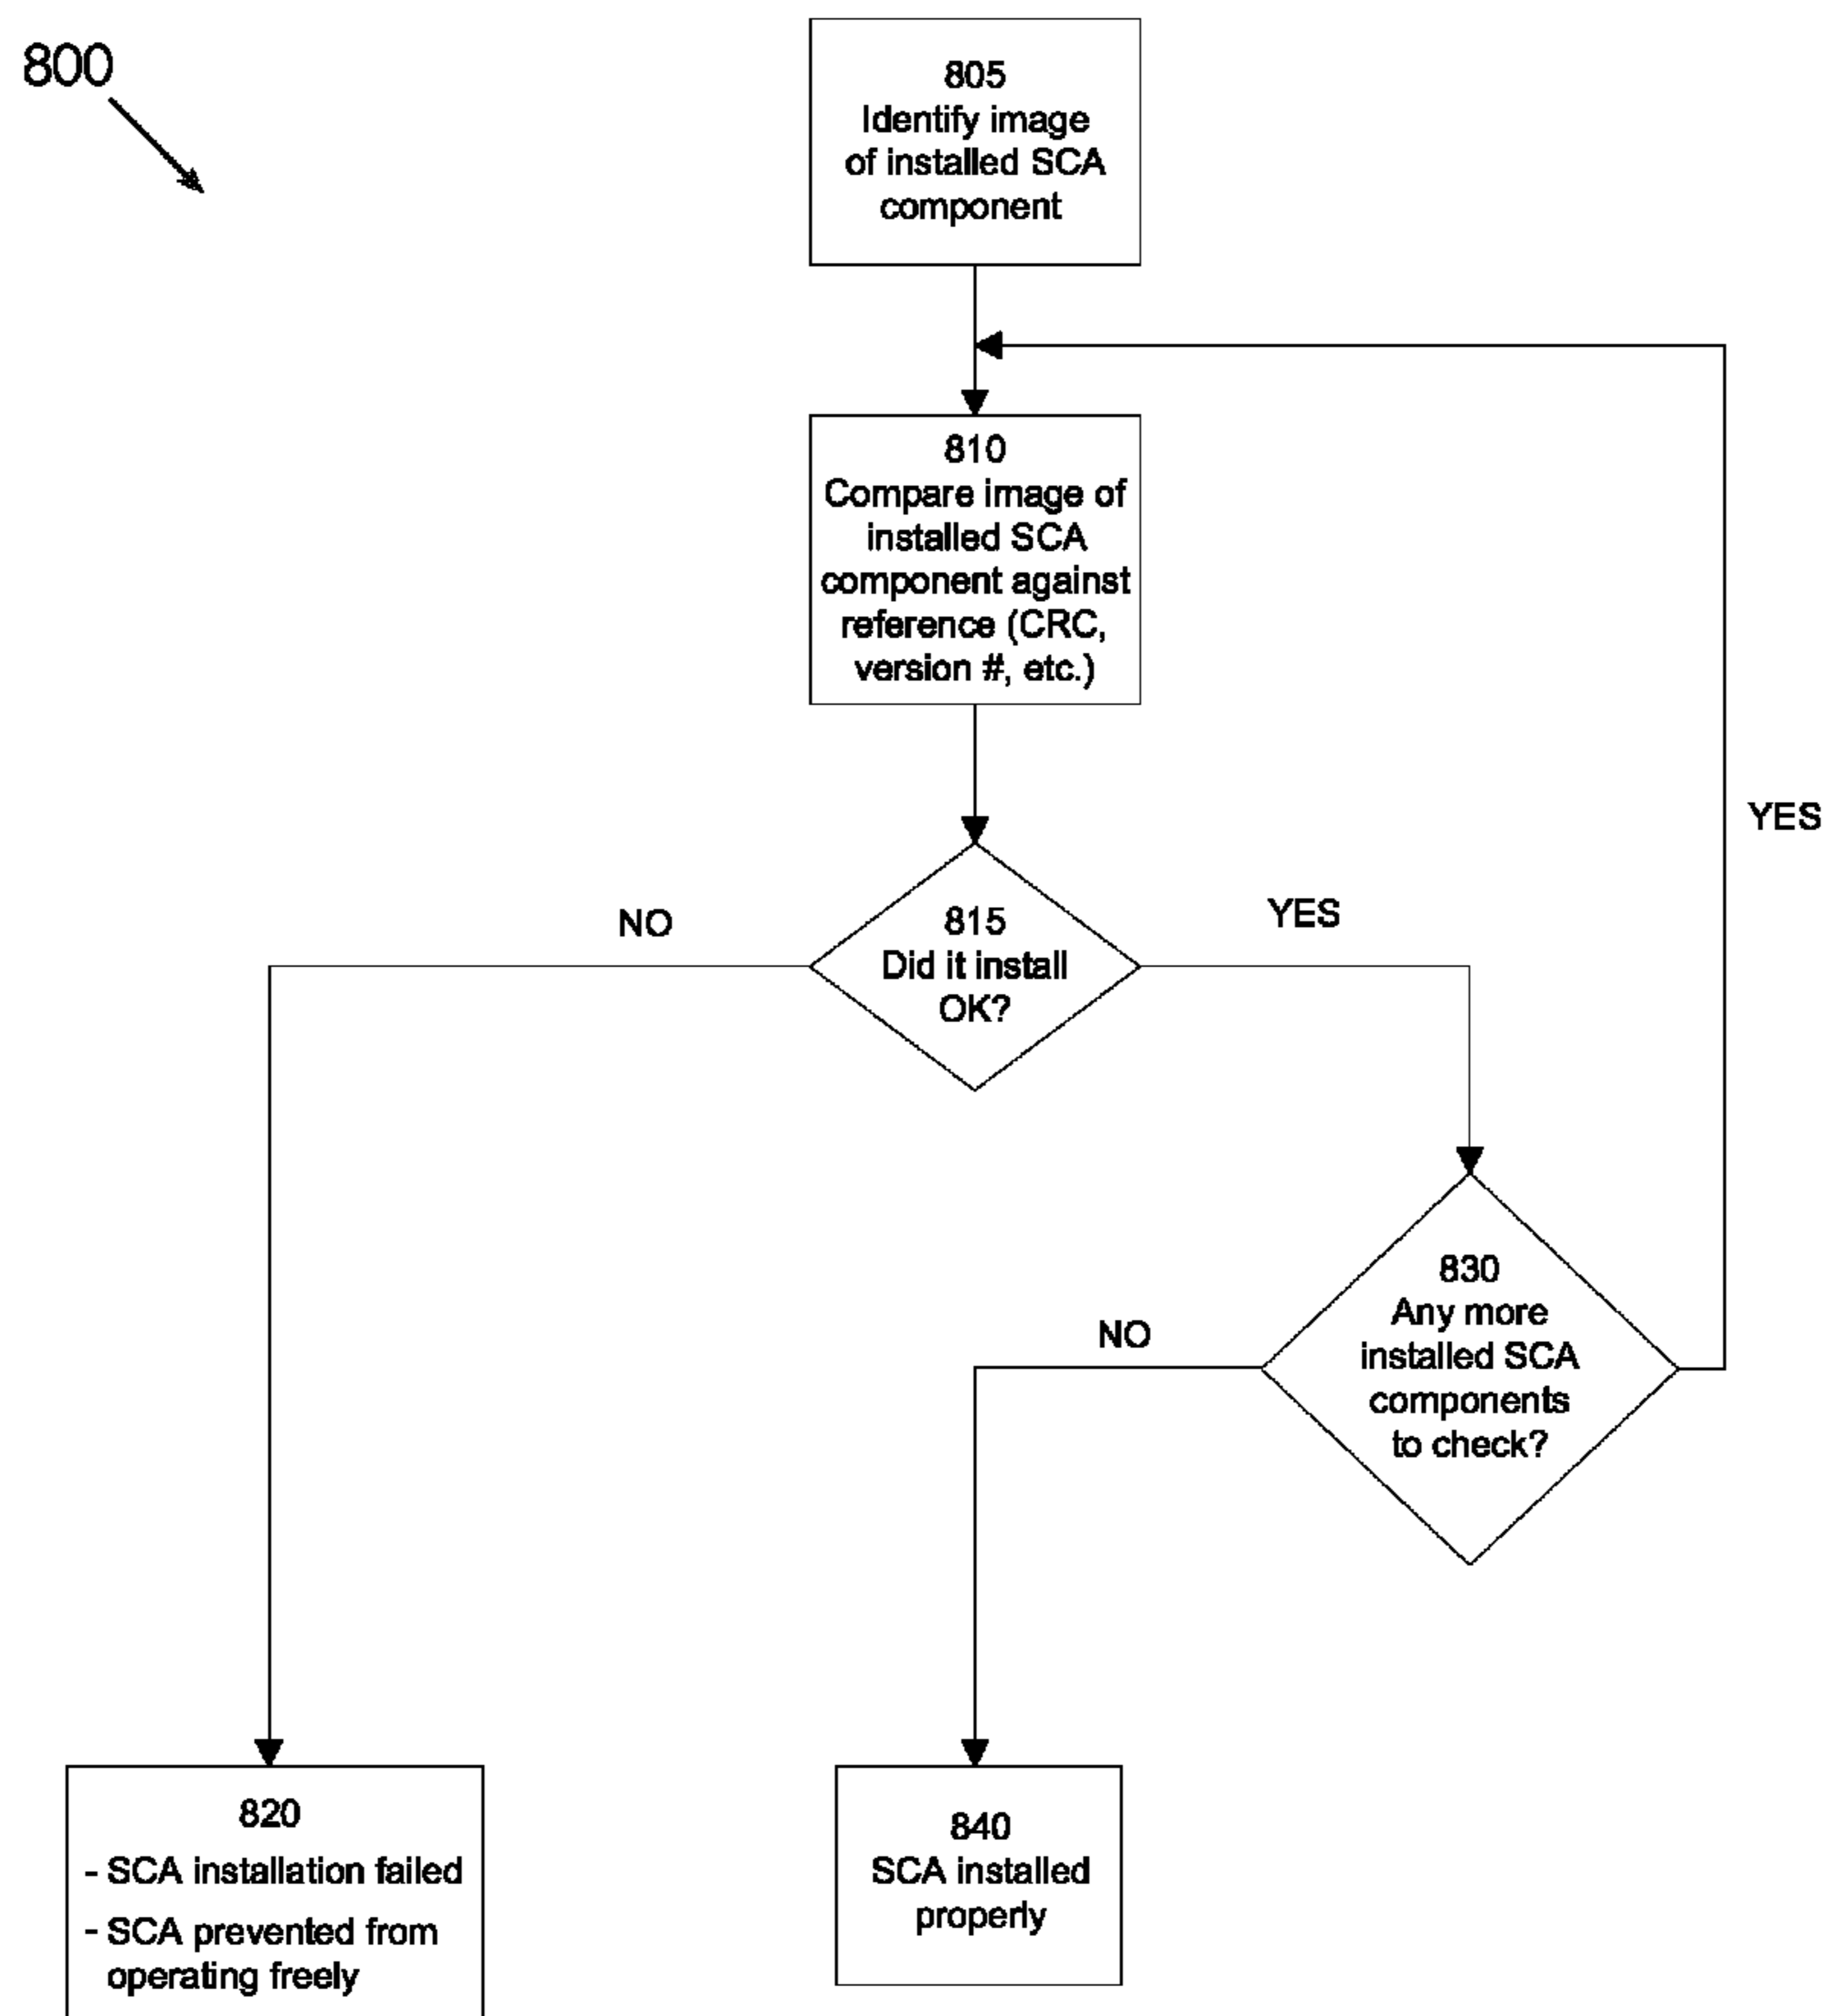 800
805
Identify image
of installed SCA
component
810
Compare image of
installed SCA
component against
reference (CRC,
version #, etc.)
YES
NO
YES
815
Did it install
OK?
830
Any more
installed SCA
components
to check?
NO
820
- SCA installation failed
- SCA prevented from
operating freely
840
SCA installed
properly